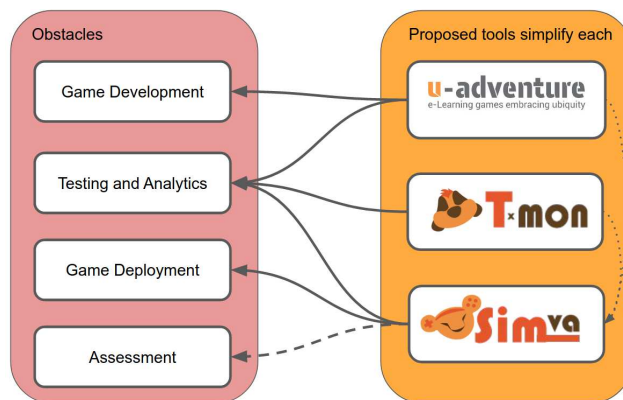 Obstacles
Game Development
Testing and Analytics
Game Deployment
Assessment
Proposed tools simplify each
u-adventure
e-Learning games embracing ubiquity
T×mon
Simva